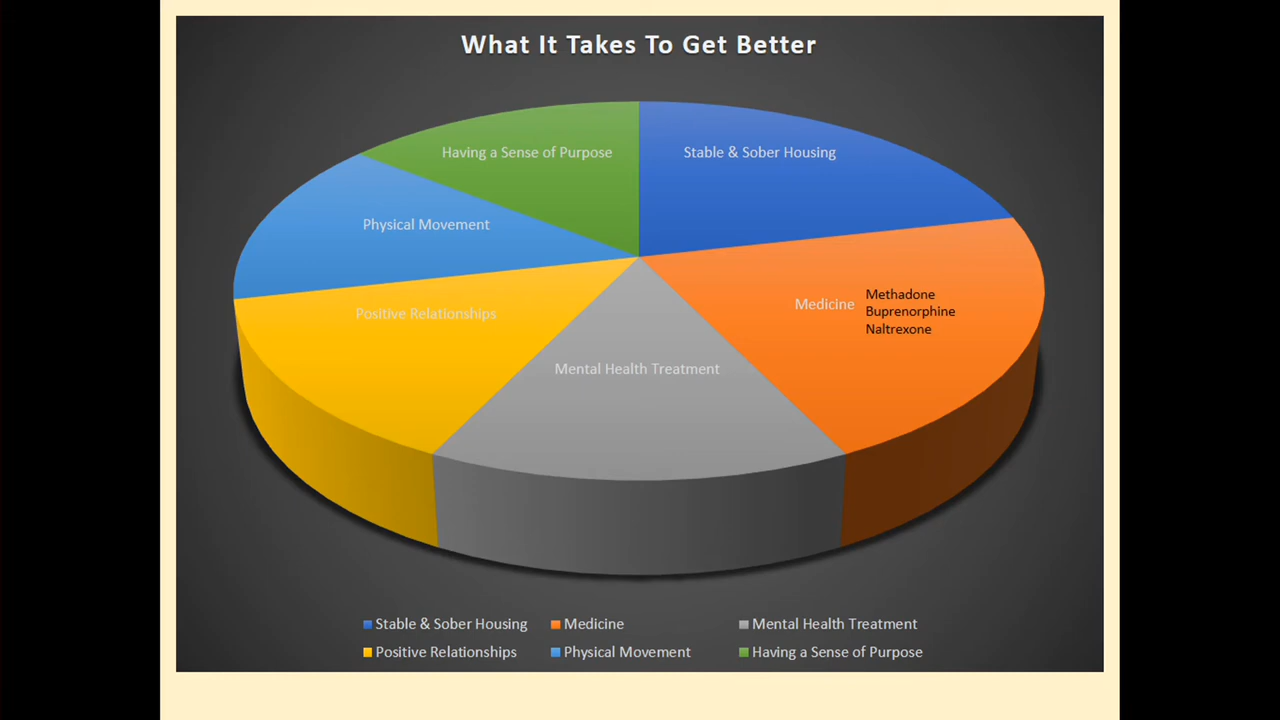 What It Takes To Get Better
Having a Sense of Purpose
Stable & Sober Housing
Physical Movement
Medicine
Methadone
Buprenorphine
Naltrexone
Positive Relationships
Mental Health Treatment
Stable & Sober Housing
Medicine
Mental Health Treatment
Positive Relationships
Physical Movement
Having a Sense of Purpose